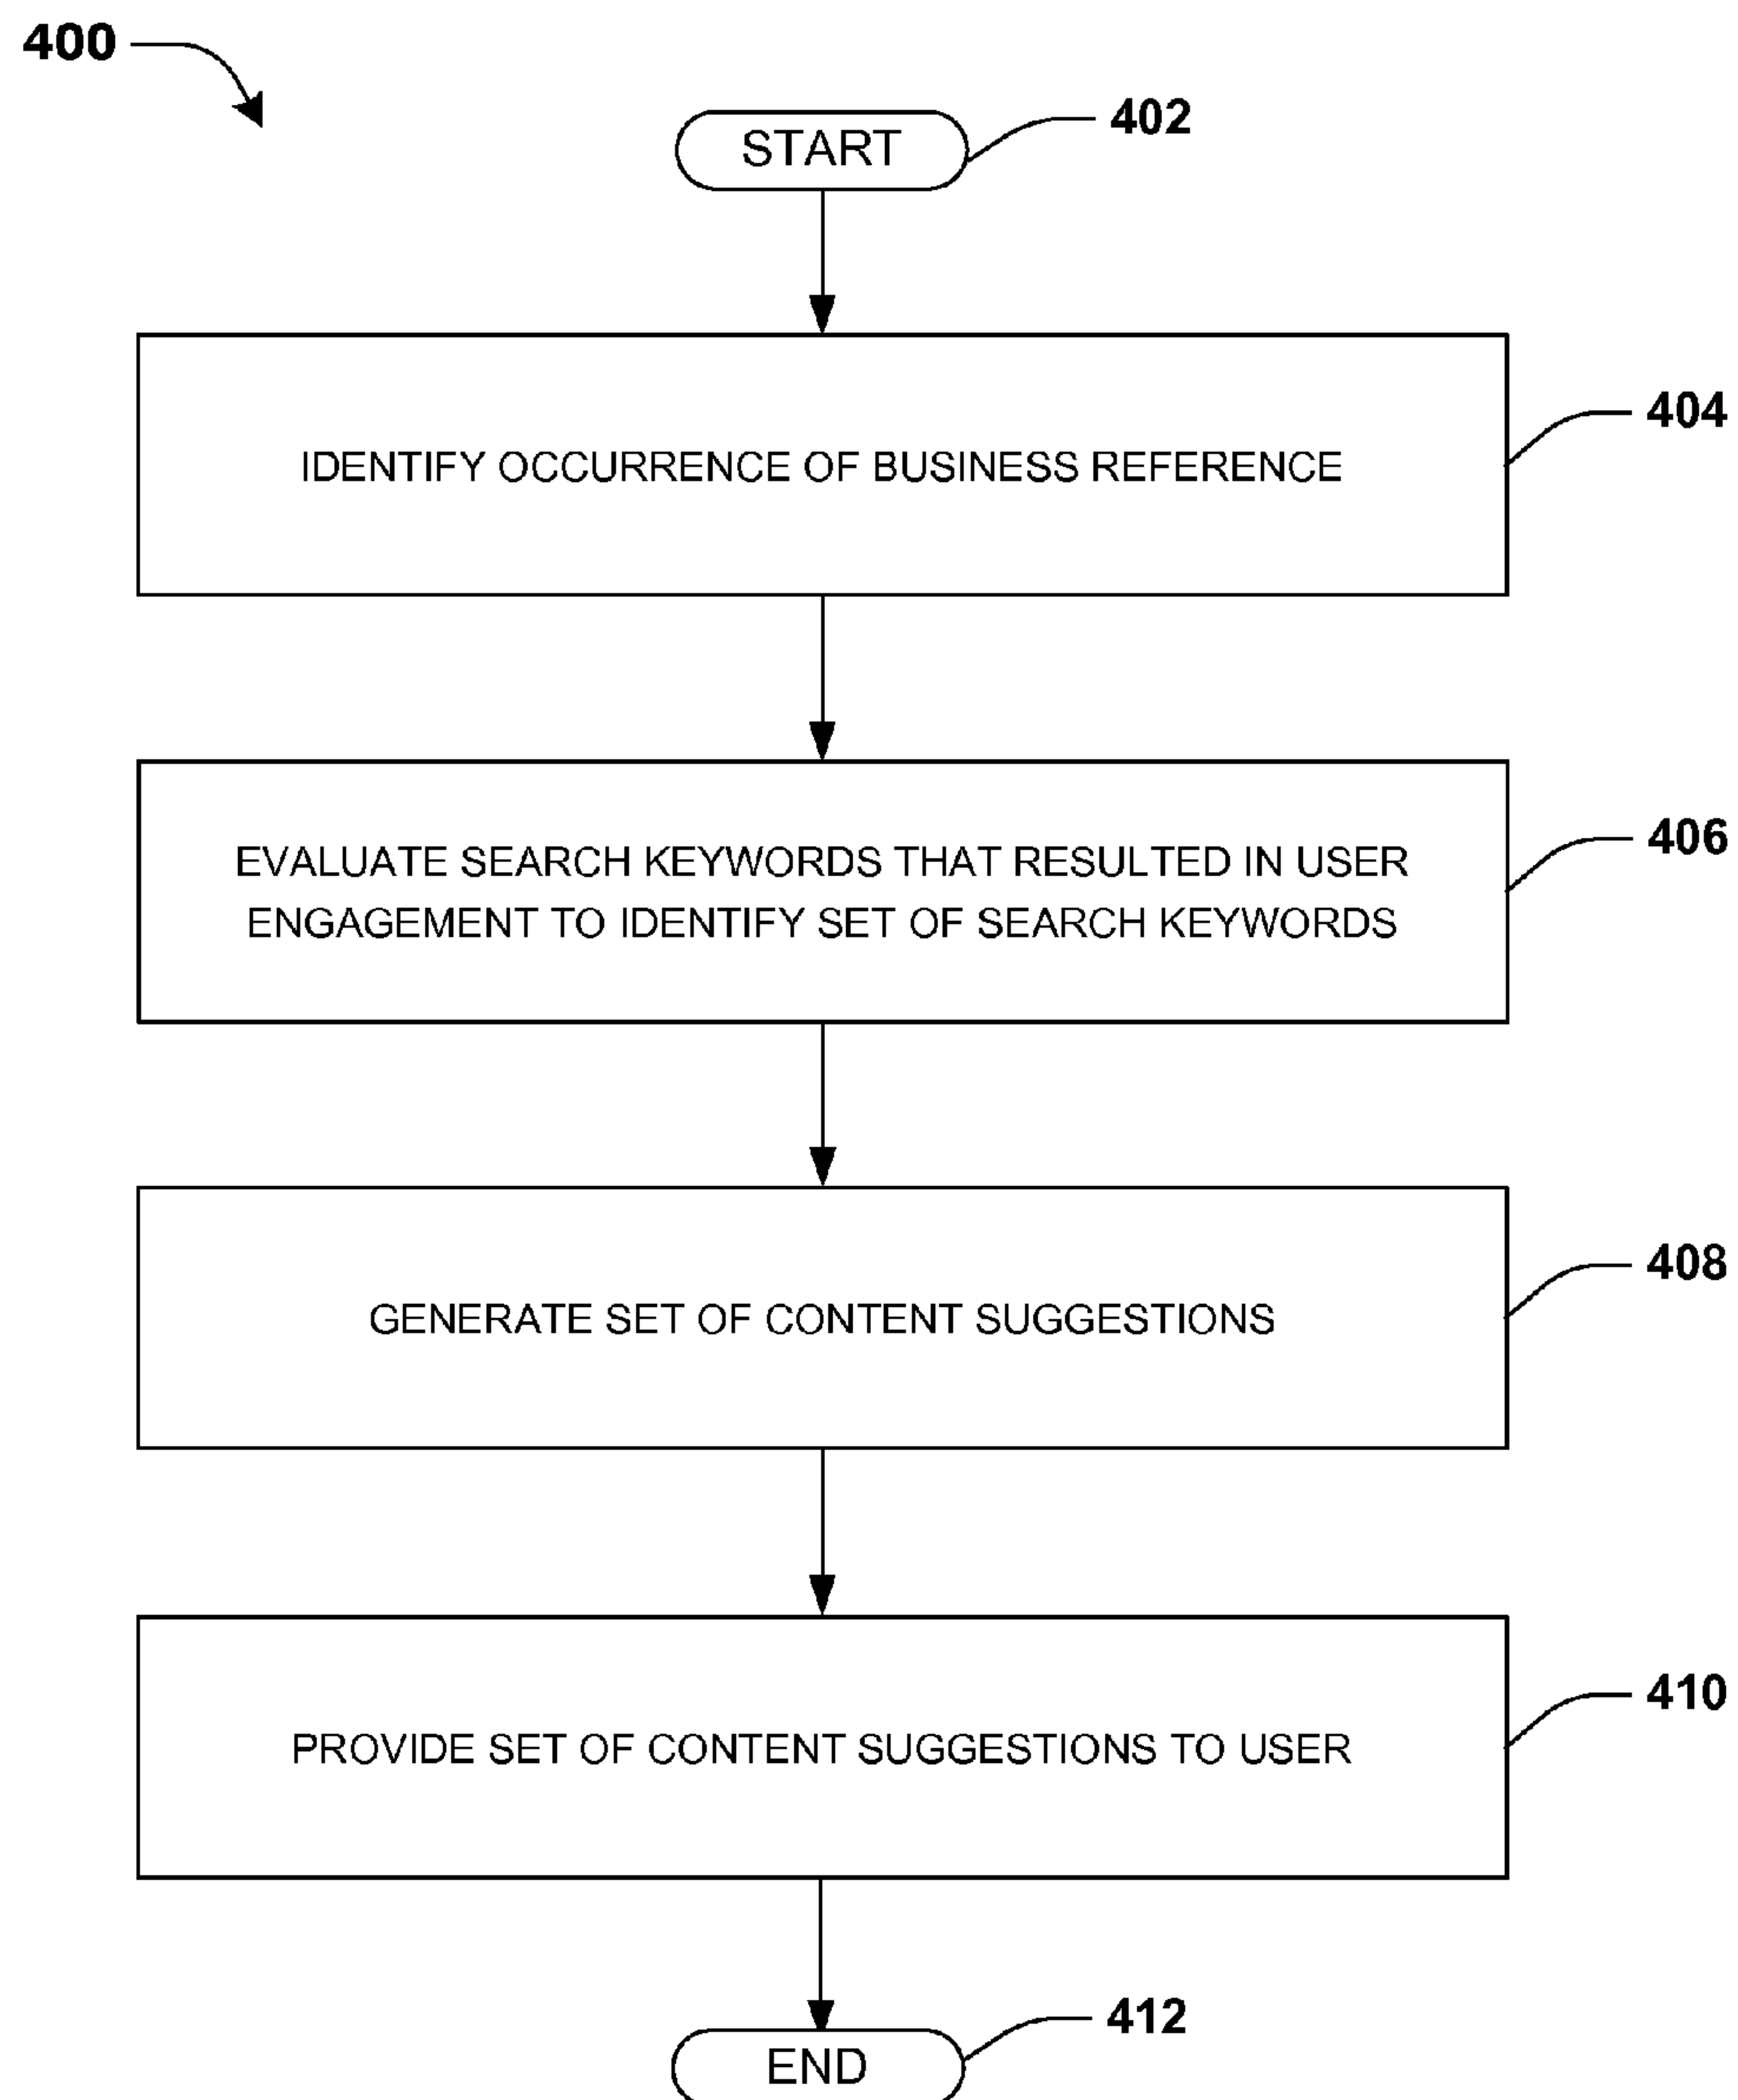 400
START
402
IDENTIFY OCCURRENCE OF BUSINESS REFERENCE
404
EVALUATE SEARCH KEYWORDS THAT RESULTED IN USER
ENGAGEMENT TO IDENTIFY SET OF SEARCH KEYWORDS
406
GENERATE SET OF CONTENT SUGGESTIONS
408
PROVIDE SET OF CONTENT SUGGESTIONS TO USER
410
END
412